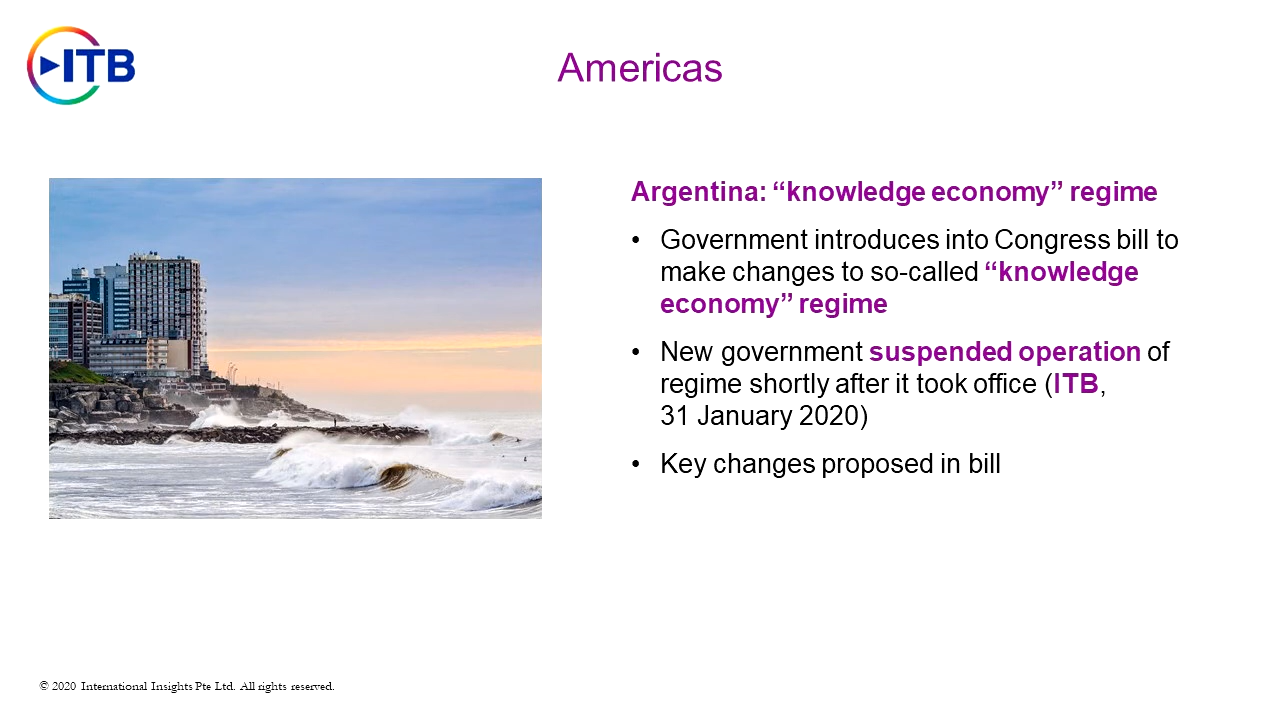 ITB
Americas
Argentina: “knowledge economy” regime
• Government introduces into Congress bill to
make changes to so-called “knowledge
economy” regime
• New government suspended operation of
regime shortly after it took office (ITB,
31 January 2020)
• Key changes proposed in bill
© 2020 International Insights Pte Ltd. All rights reserved.